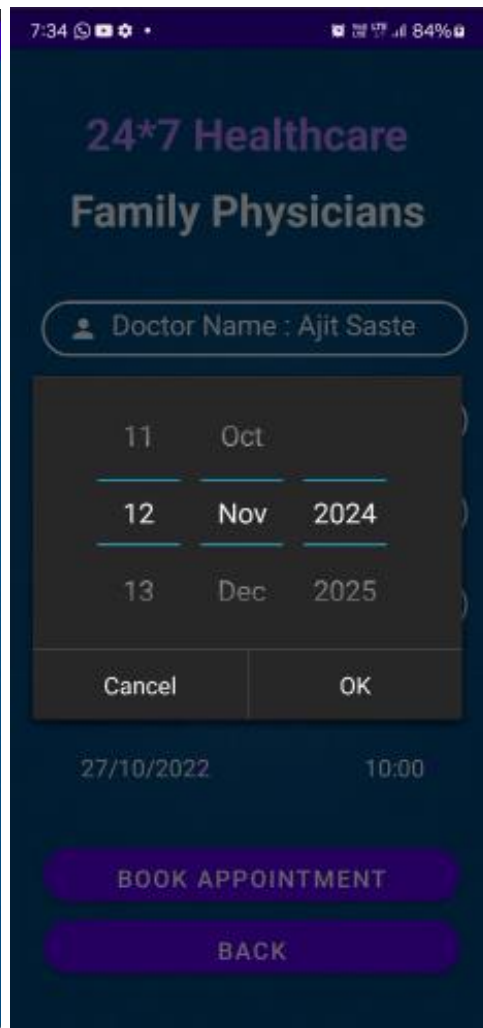 7:34 84%
24*7 Healthcare
Family Physicians
Doctor Name : Ajit Saste
11 Oct
12 Nov 2024
13 Dec 2025
Cancel OK
27/10/2022 10:00
BOOK APPOINTMENT
BACK